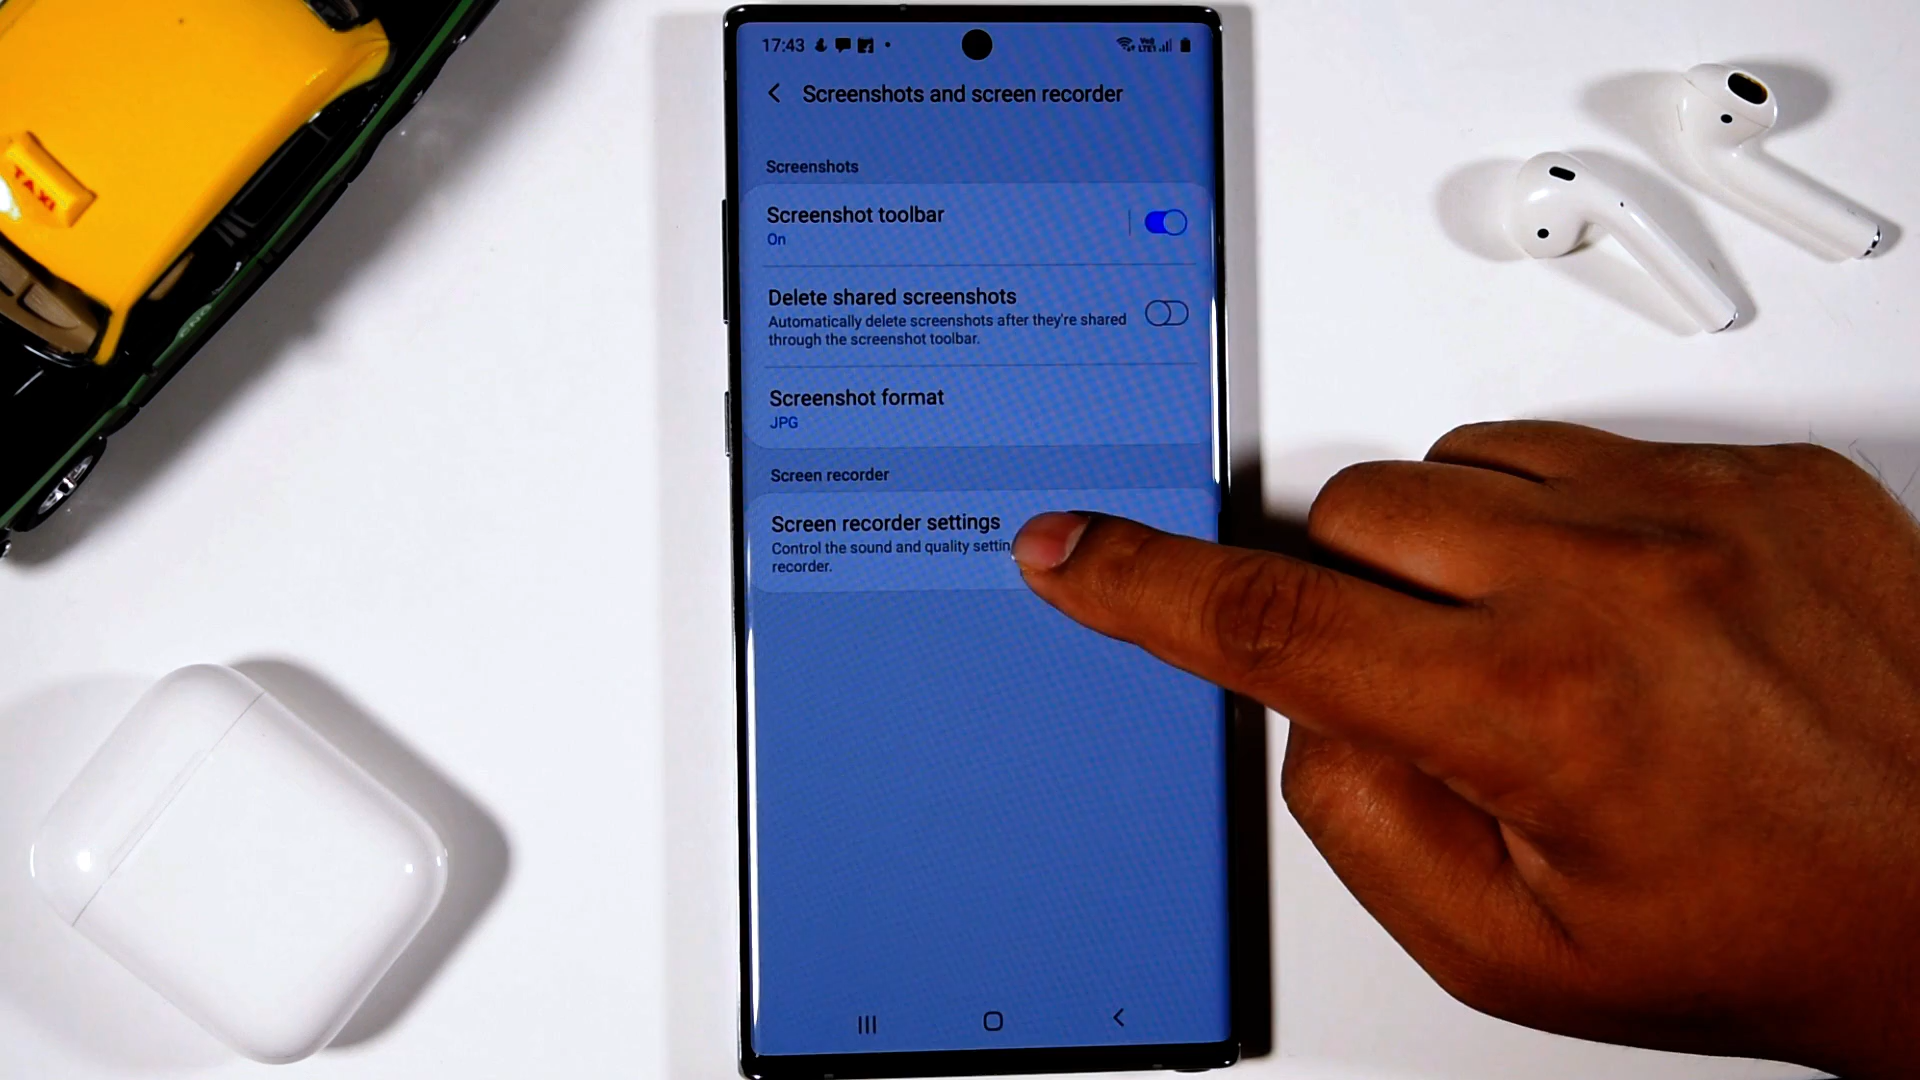 TAXI
17:43
Screenshots and screen recorder
Screenshots
Screenshot toolbar
On
Delete shared screenshots
Automatically delete screenshots after they're shared
through the screenshot toolbar.
Screenshot format
JPG
Screen recorder
Screen recorder settings
Control the sound and quality
recorder.